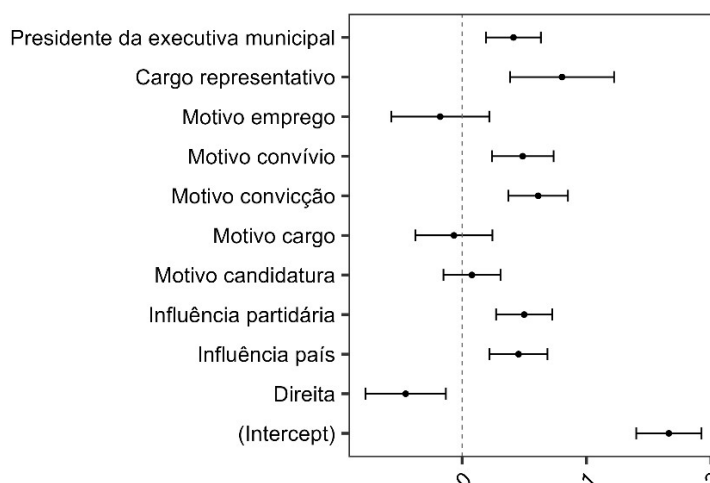 Presidente da executiva municipal
Cargo representativo
Motivo emprego
Motivo convívio
Motivo convicção
Motivo cargo
Motivo candidatura
Influência partidária
Influência país
Direita
(Intercept)
0
1